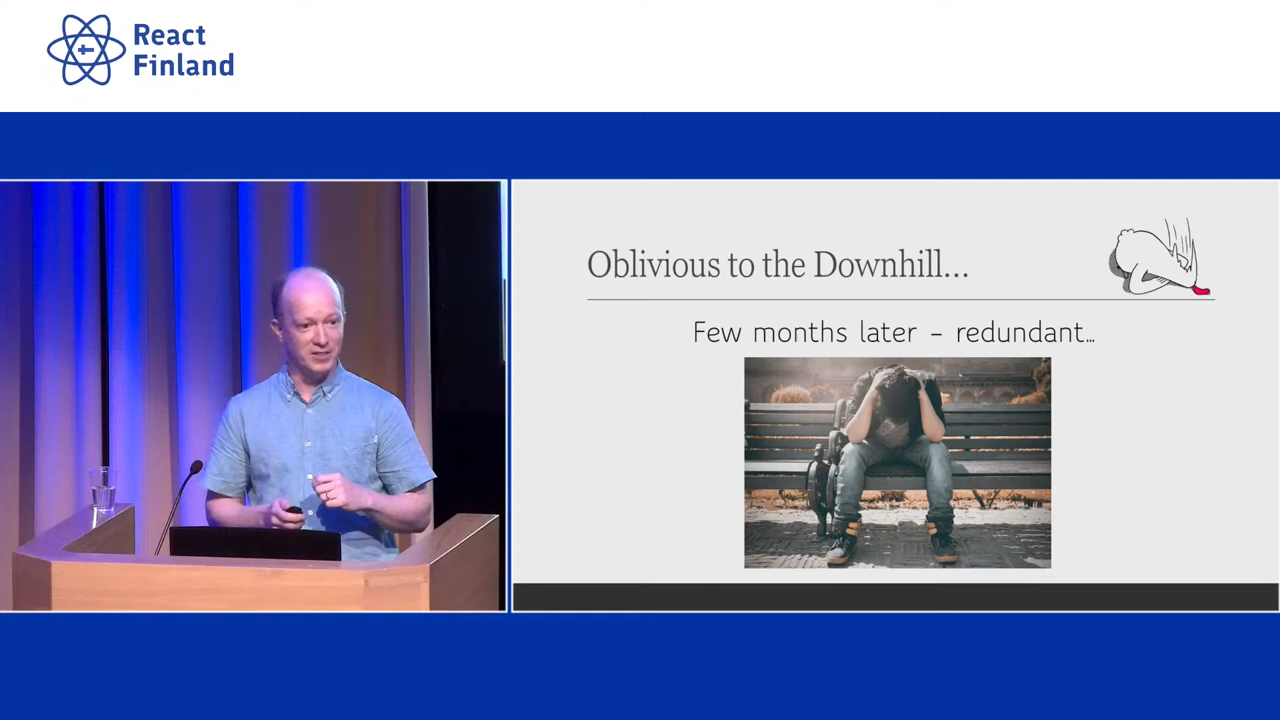 React
Finland
Oblivious to the Downhill...
Few months later – redundant...